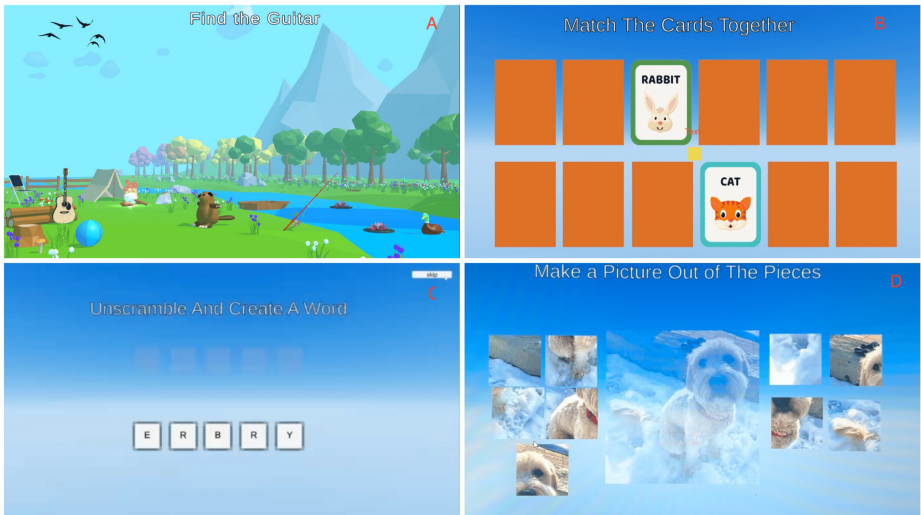 Find the Guitar
A
Match The Cards Together
B
RABBIT
Text
CAT
skip
C
Unscramble And Create A Word
E R B R Y
Make a Picture Out of The Pieces
D